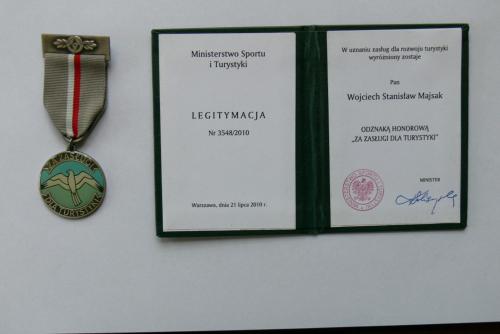 ZA ZASŁUGI
DLA TURYSTYKI
Ministerstwo Sportu
i Turystyki
LEGITYMACJA
Nr 3548/2010
Warszawa, dnia 21 lipca 2010 r.
W uznaniu zasług dla rozwoju turystyki
wyróżniony zostaje
Pan
Wojciech Stanisław Majsak
ODZNAKĄ HONOROWĄ
„ZA ZASŁUGI DLA TURYSTYKI”
MINISTER